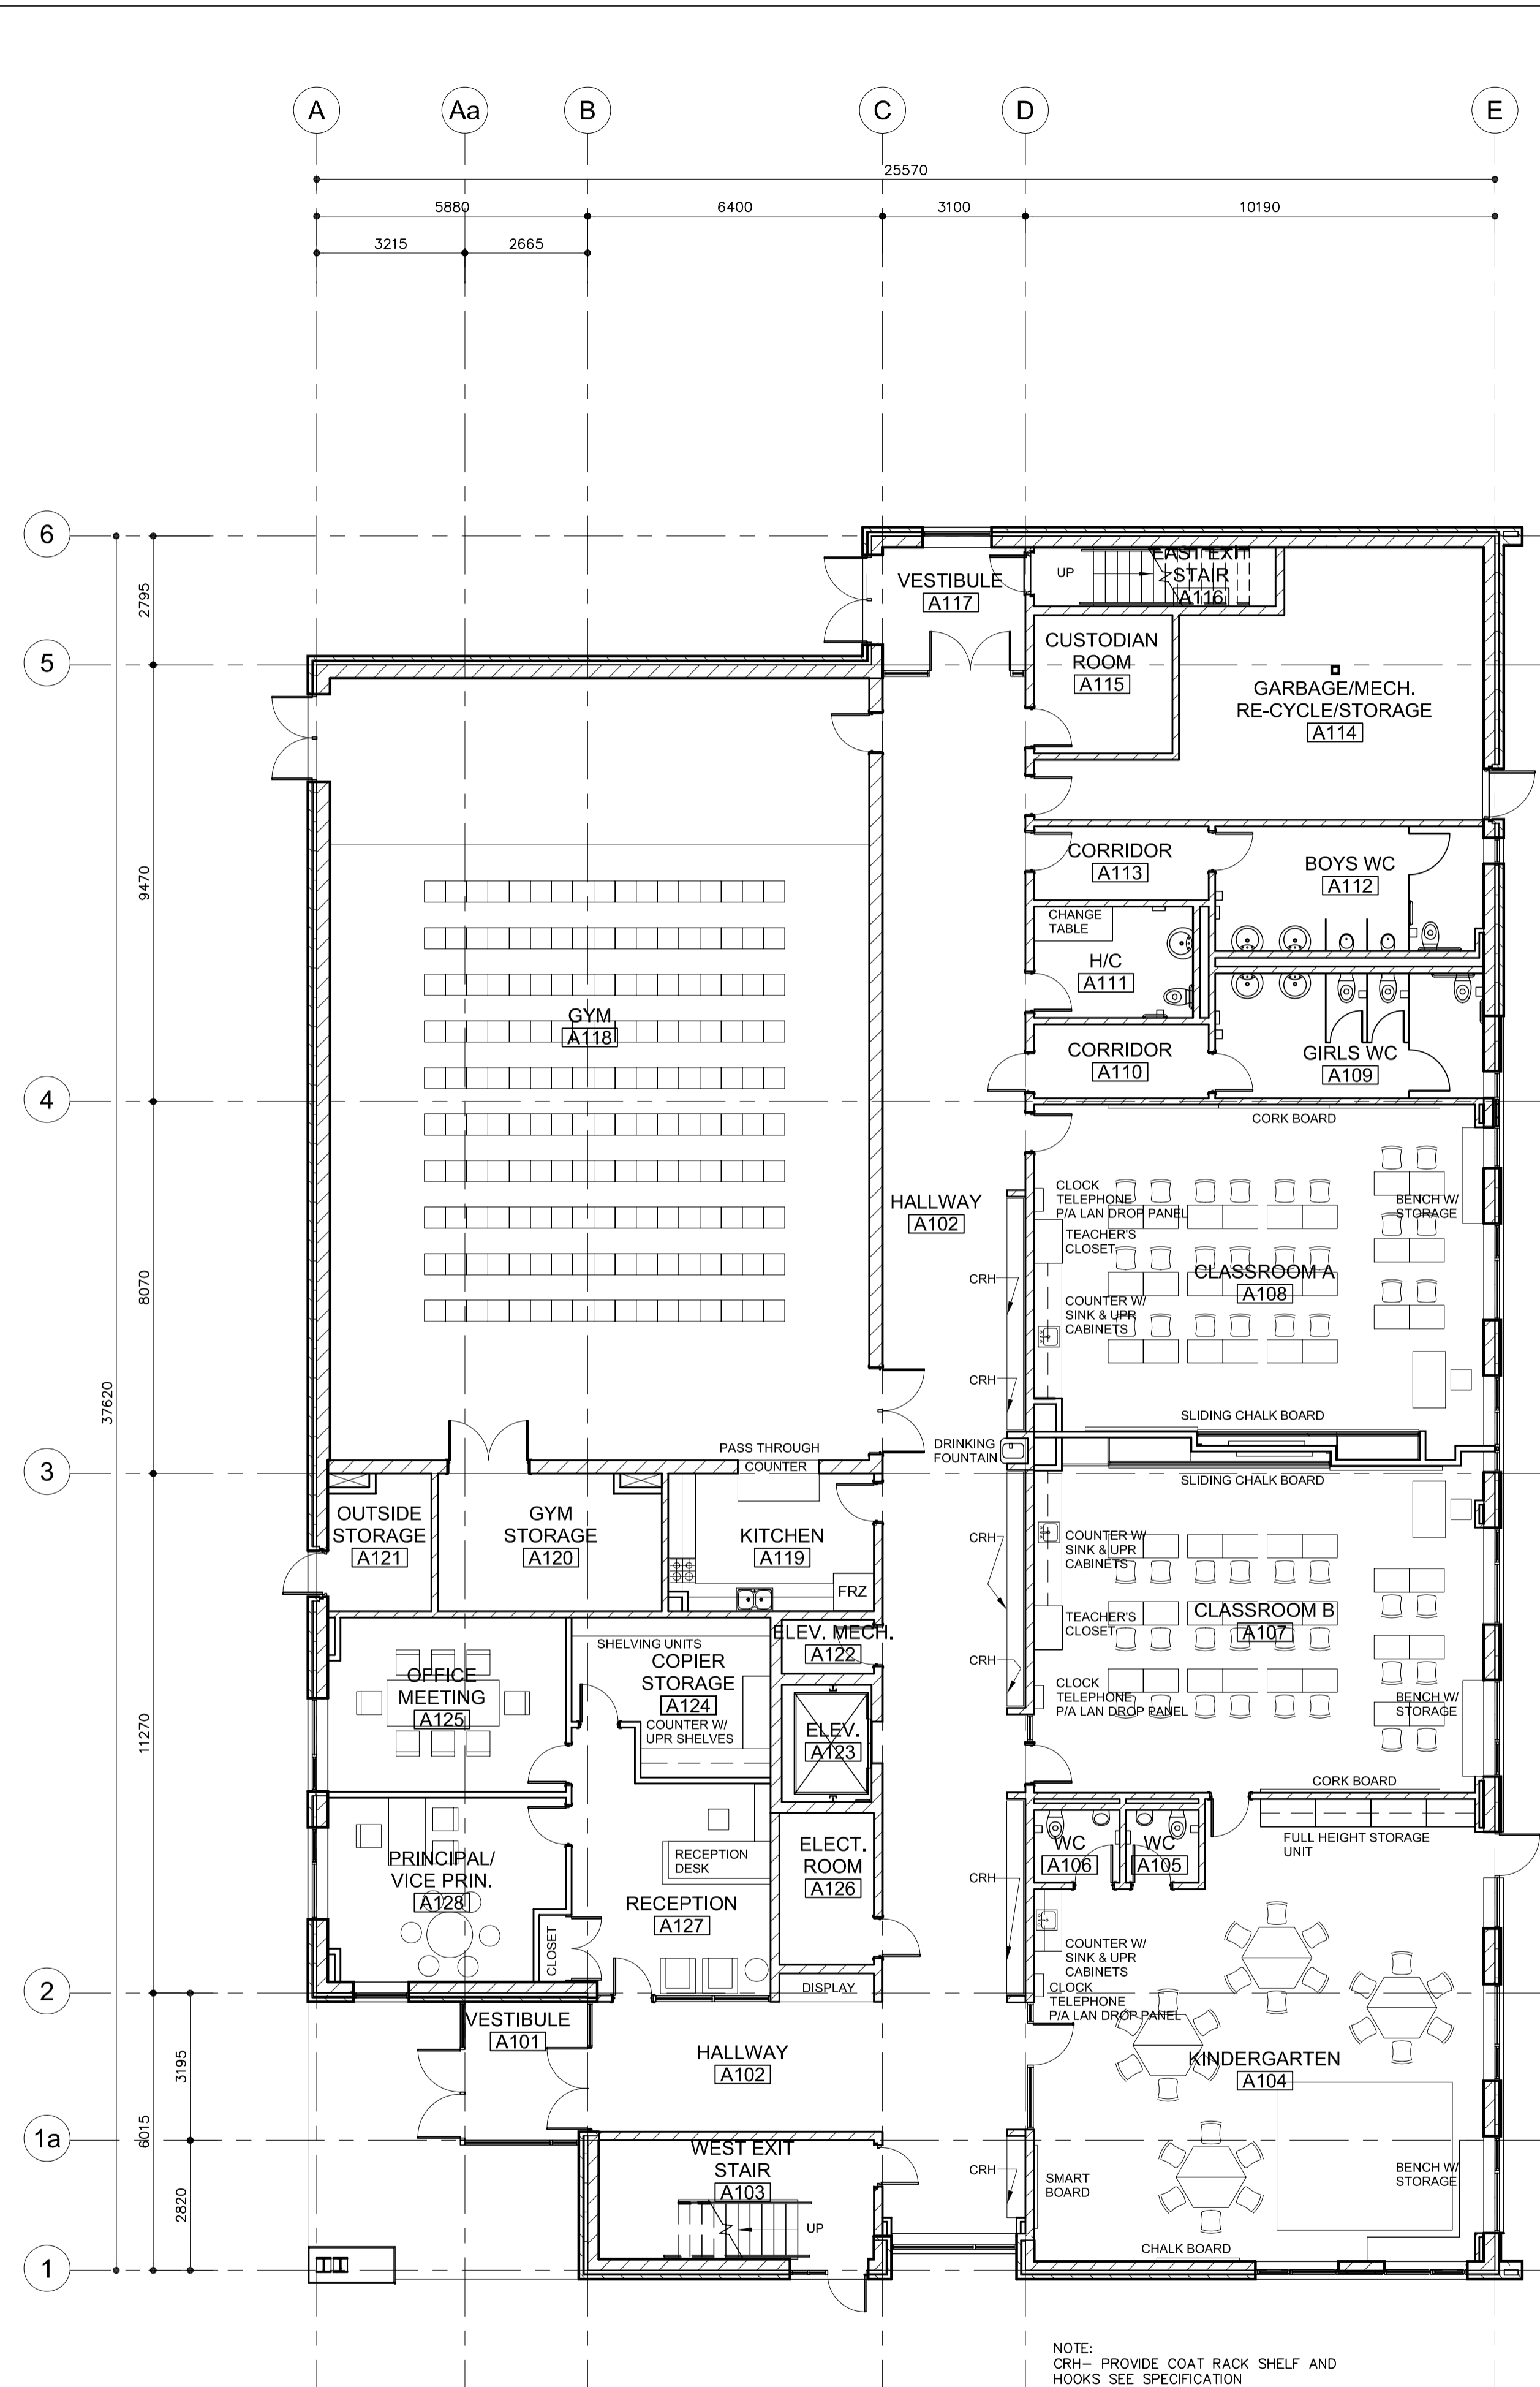 A
Aa
B
C
D
E
25570
5880
6400
3100
10190
3215
2665
6
2795
5
9470
4
37620
8070
3
11270
2
3195
6015
1a
2820
1
VESTIBULE
A117
UP
EAST EXIT
STAIR
A116
CUSTODIAN
ROOM
A115
GARBAGE/MECH.
RE-CYCLE/STORAGE
A114
CORRIDOR
A113
BOYS WC
A112
CHANGE
TABLE
H/C
A111
GYM
A118
CORRIDOR
A110
GIRLS WC
A109
CORK BOARD
HALLWAY
A102
CLOCK
TELEPHONE
P/A LAN DROP PANEL
TEACHER'S
CLOSET
BENCH W/
STORAGE
CLASSROOM A
A108
CRH
COUNTER W/
SINK & UPR
CABINETS
CRH
SLIDING CHALK BOARD
DRINKING
FOUNTAIN
PASS THROUGH
COUNTER
SLIDING CHALK BOARD
OUTSIDE
STORAGE
A121
GYM
STORAGE
A120
KITCHEN
A119
FRZ
CRH
COUNTER W/
SINK & UPR
CABINETS
CLASSROOM B
A107
TEACHER'S
CLOSET
ELEV. MECH.
A122
SHELVING UNITS
COPIER
STORAGE
A124
COUNTER W/
UPR SHELVES
OFFICE
MEETING
A125
CRH
CLOCK
TELEPHONE
P/A LAN DROP PANEL
BENCH W/
STORAGE
ELEV.
A123
CORK BOARD
FULL HEIGHT STORAGE
UNIT
WC
A106
WC
A105
PRINCIPAL/
VICE PRIN.
A128
RECEPTION
DESK
ELECT.
ROOM
A126
CRH
RECEPTION
A127
CLOSET
DISPLAY
COUNTER W/
SINK & UPR
CABINETS
CLOCK
TELEPHONE
P/A LAN DROP PANEL
VESTIBULE
A101
HALLWAY
A102
KINDERGARTEN
A104
WEST EXIT
STAIR
A103
UP
CRH
SMART
BOARD
BENCH W/
STORAGE
CHALK BOARD
NOTE:
CRH– PROVIDE COAT RACK SHELF AND
HOOKS SEE SPECIFICATION